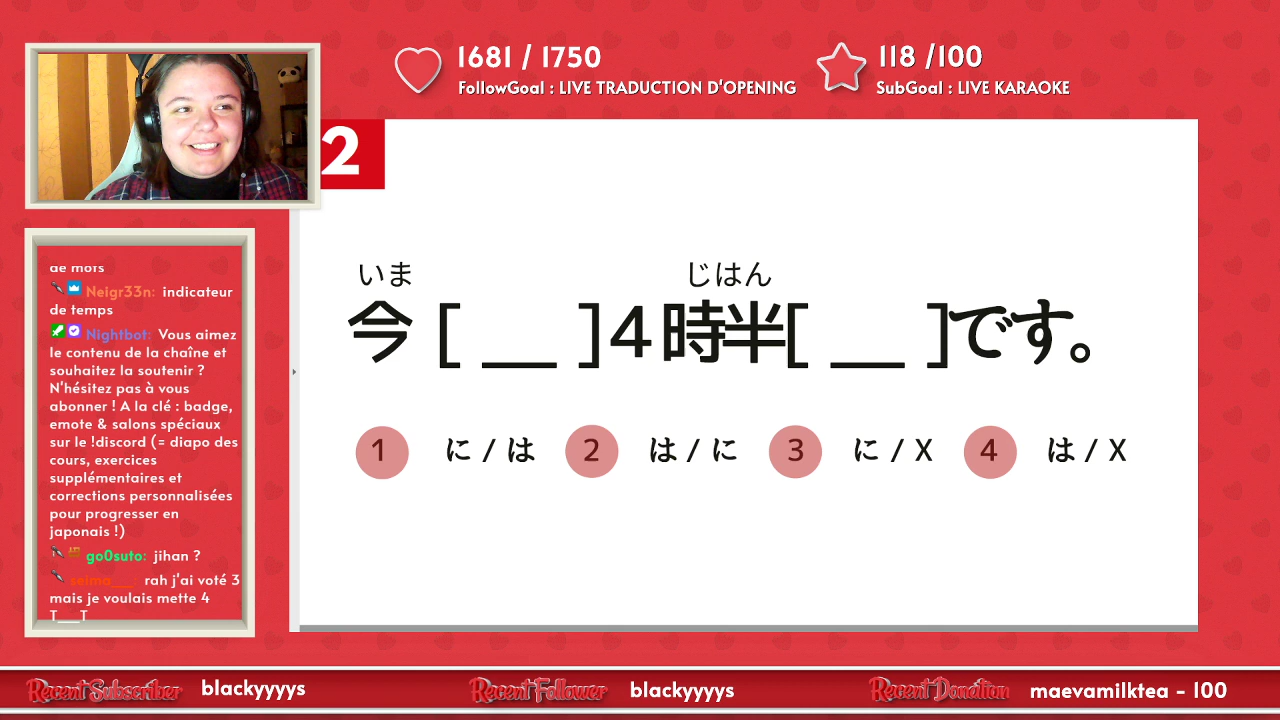 1681 / 1750
FollowGoal : LIVE TRADUCTION D'OPENING
118 /100
SubGoal : LIVE KARAOKE
2
いま じはん
今 [ __ ]４時半[ __ ]です。
1 に / は 2 は / に 3 に / X 4 は / X
de mots
Neigr33n: indicateur
de temps
Nightbot: Vous aimez
le contenu de la chaîne et
souhaitez la soutenir ?
N'hésitez pas à vous
abonner ! A la clé : badge,
emote & salons spéciaux
sur le !discord (= diapo des
cours, exercices
supplémentaires et
corrections personnalisées
pour progresser en
japonais !)
go0suto: jihan ?
seima___: rah j'ai voté 3
mais je voulais mette 4
T___T
Recent Subscriber blackyyyys
Recent Follower blackyyyys
Recent Donation maevamilktea - 100